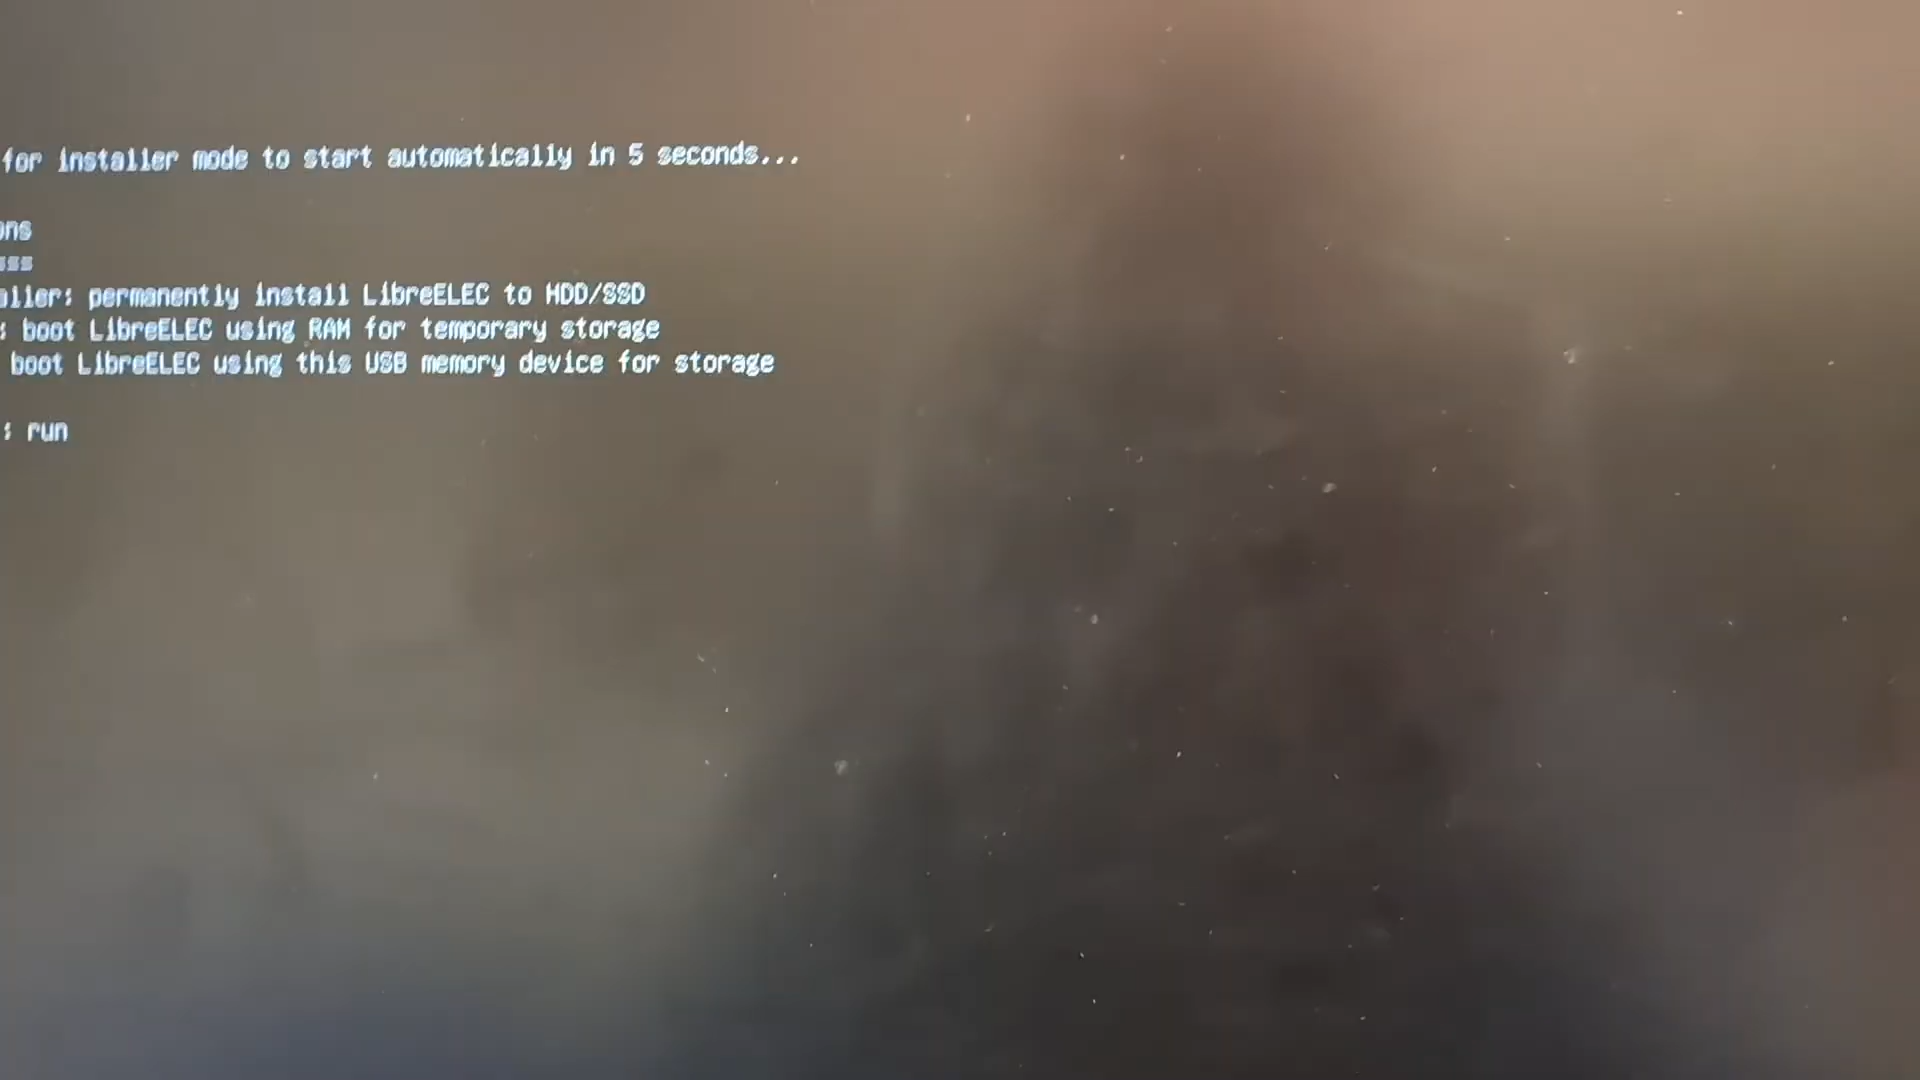 for installer mode to start automatically in 5 seconds...
ons
===
aller: permanently install LibreELEC to HDD/SSD
: boot LibreELEC using RAM for temporary storage
boot LibreELEC using this USB memory device for storage
: run